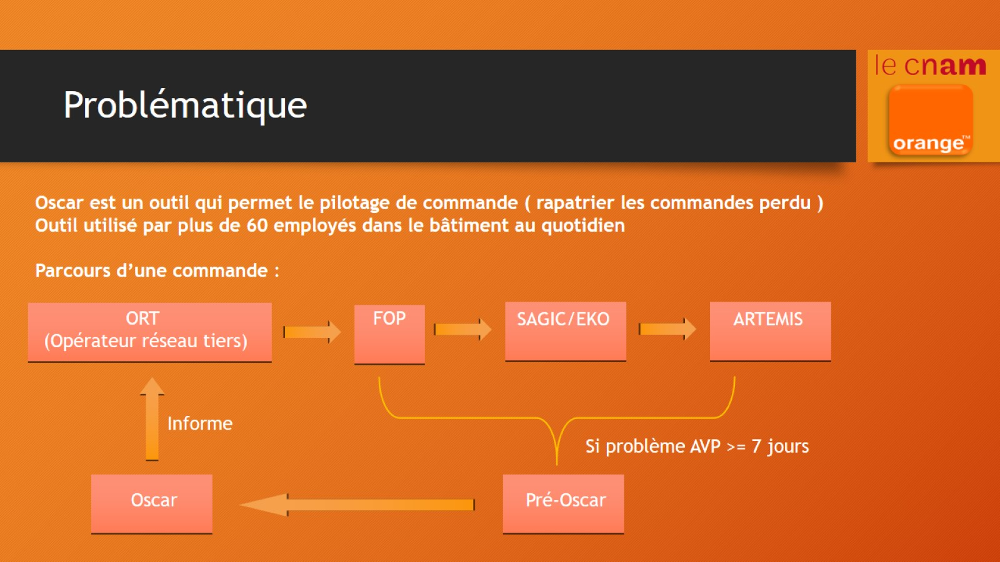 le cnam
Problématique
orange™
Oscar est un outil qui permet le pilotage de commande ( rapatrier les commandes perdu )
Outil utilisé par plus de 60 employés dans le bâtiment au quotidien
Parcours d’une commande :
ORT
(Opérateur réseau tiers)
FOP
SAGIC/EKO
ARTEMIS
Informe
Si problème AVP >= 7 jours
Oscar
Pré-Oscar